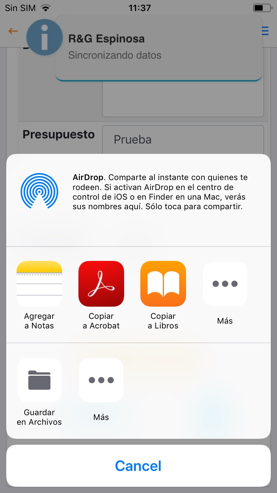 Sin SIM 11:37
R&G Espinosa
Sincronizando datos
Presupuesto Prueba
AirDrop. Comparte al instante con quienes te
rodeen. Si activan AirDrop en el centro de
control de iOS o en Finder en una Mac, verás
sus nombres aquí. Sólo toca para compartir.
Agregar
a Notas
Copiar
a Acrobat
Copiar
a Libros
Más
Guardar
en Archivos
Más
Cancel